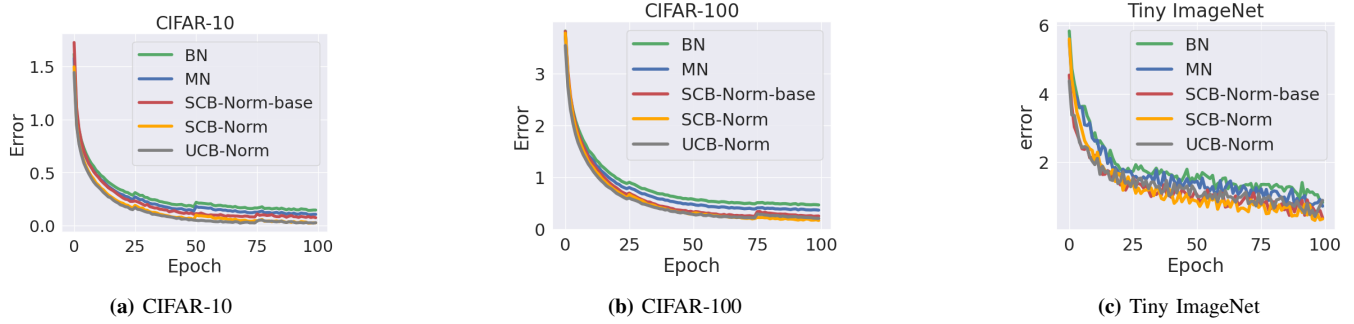 CIFAR-10
Error
1.5
1.0
0.5
0.0
BN
MN
SCB-Norm-base
SCB-Norm
UCB-Norm
0 25 50 75 100
Epoch
(a) CIFAR-10
CIFAR-100
Error
3
2
1
0
BN
MN
SCB-Norm-base
SCB-Norm
UCB-Norm
0 25 50 75 100
Epoch
(b) CIFAR-100
Tiny ImageNet
error
6
4
2
BN
MN
SCB-Norm-base
SCB-Norm
UCB-Norm
0 25 50 75 100
Epoch
(c) Tiny ImageNet